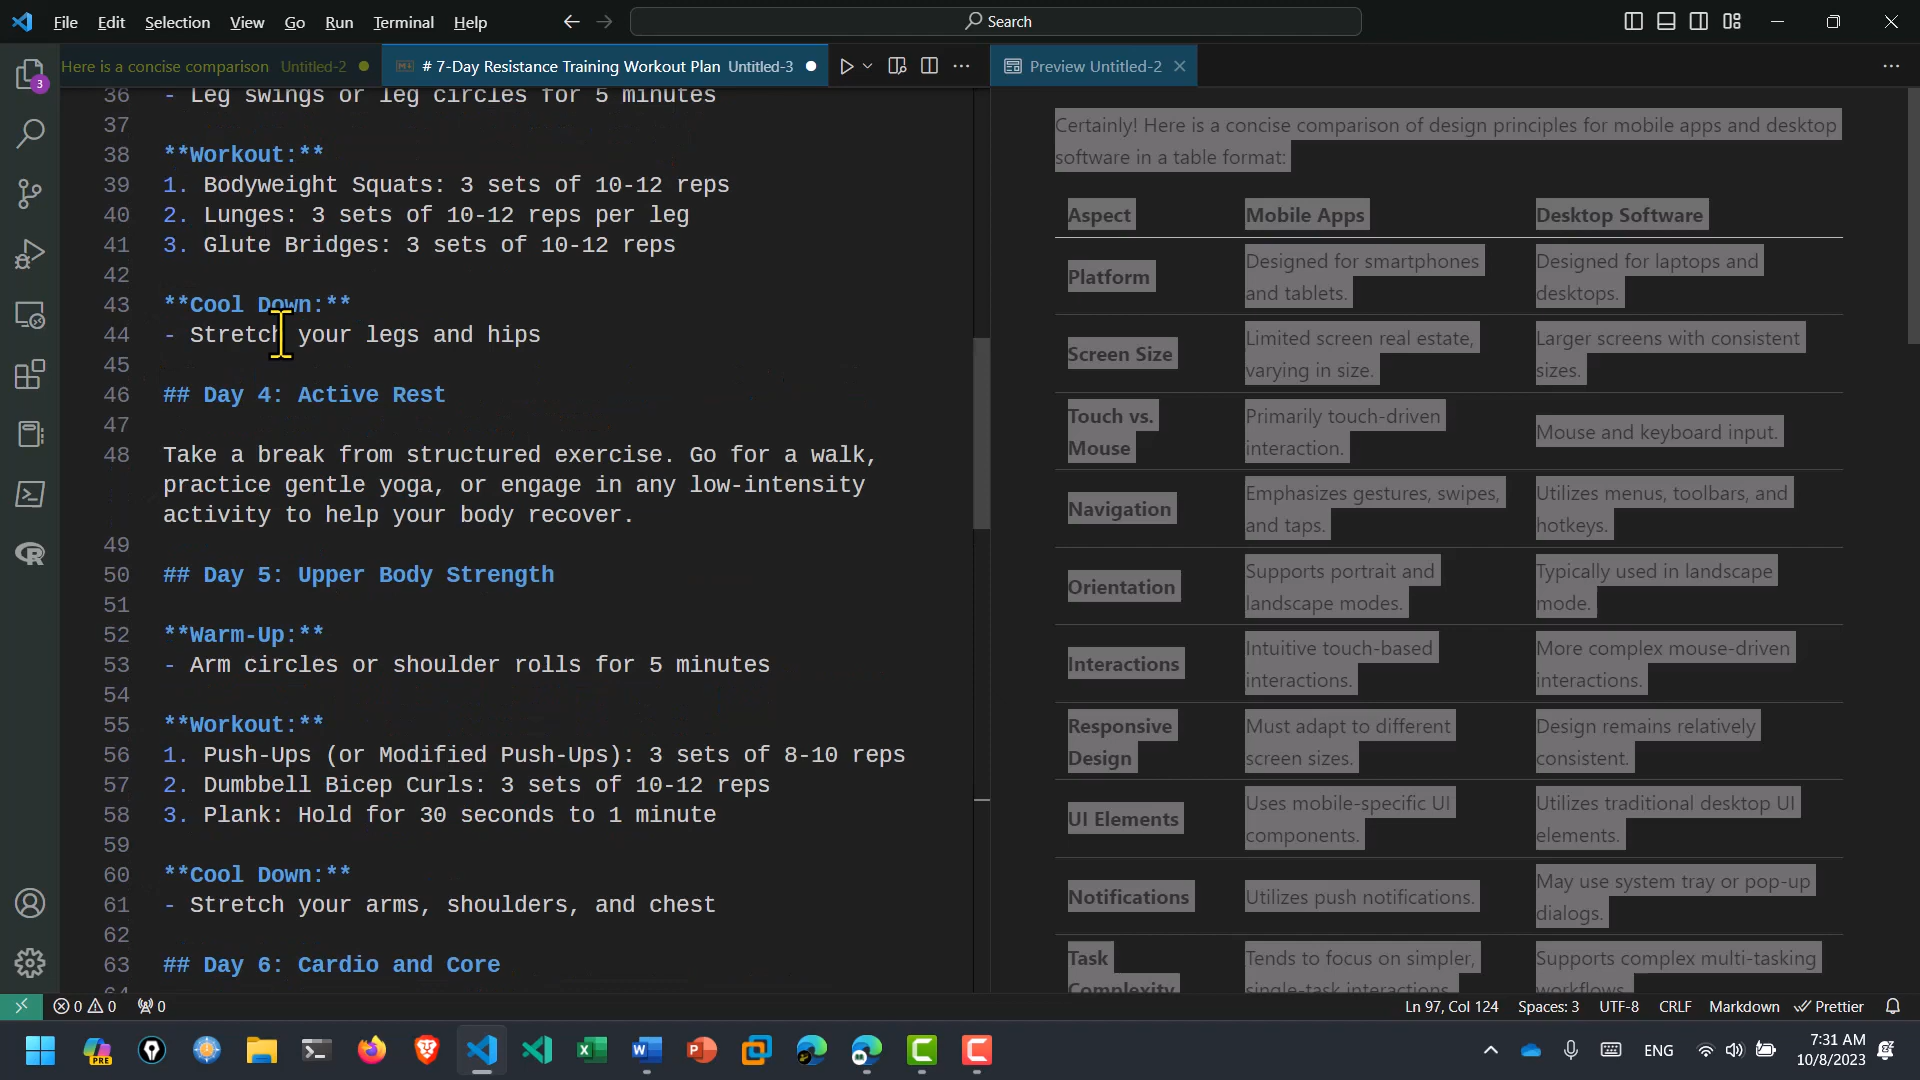 File Edit Selection View Go Run Terminal Help
Search
Here is a concise comparison Untitled-2
# 7-Day Resistance Training Workout Plan Untitled-3
Preview Untitled-2
3
36 - Leg swings or leg circles for 5 minutes
37
38 **Workout:**
39 1. Bodyweight Squats: 3 sets of 10-12 reps
40 2. Lunges: 3 sets of 10-12 reps per leg
41 3. Glute Bridges: 3 sets of 10-12 reps
42
43 **Cool Down:**
44 - Stretch your legs and hips
45
46 ## Day 4: Active Rest
47
48 Take a break from structured exercise. Go for a walk,
practice gentle yoga, or engage in any low-intensity
activity to help your body recover.
49
50 ## Day 5: Upper Body Strength
51
52 **Warm-Up:**
53 - Arm circles or shoulder rolls for 5 minutes
54
55 **Workout:**
56 1. Push-Ups (or Modified Push-Ups): 3 sets of 8-10 reps
57 2. Dumbbell Bicep Curls: 3 sets of 10-12 reps
58 3. Plank: Hold for 30 seconds to 1 minute
59
60 **Cool Down:**
61 - Stretch your arms, shoulders, and chest
62
63 ## Day 6: Cardio and Core
64
Certainly! Here is a concise comparison of design principles for mobile apps and desktop
software in a table format:
Aspect Mobile Apps Desktop Software
Platform
Designed for smartphones
and tablets.
Designed for laptops and
desktops.
Screen Size
Limited screen real estate,
varying in size.
Larger screens with consistent
sizes.
Touch vs.
Mouse
Primarily touch-driven
interaction.
Mouse and keyboard input.
Navigation
Emphasizes gestures, swipes,
and taps.
Utilizes menus, toolbars, and
hotkeys.
Orientation
Supports portrait and
landscape modes.
Typically used in landscape
mode.
Interactions
Intuitive touch-based
interactions.
More complex mouse-driven
interactions.
Responsive
Design
Must adapt to different
screen sizes.
Design remains relatively
consistent.
UI Elements
Uses mobile-specific UI
components.
Utilizes traditional desktop UI
elements.
Notifications
Utilizes push notifications.
May use system tray or pop-up
dialogs.
Task
Complexity
Tends to focus on simpler,
single-task interactions.
Supports complex multi-tasking
workflows.
0 0 0
Ln 97, Col 124 Spaces: 3 UTF-8 CRLF Markdown Prettier
PRE
ENG
7:31 AM
10/8/2023